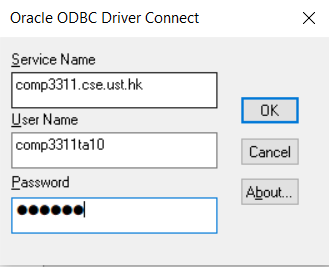 Oracle ODBC Driver Connect
Service Name
comp3311.cse.ust.hk
OK
User Name
comp3311ta10
Cancel
Password
●●●●●●
About...